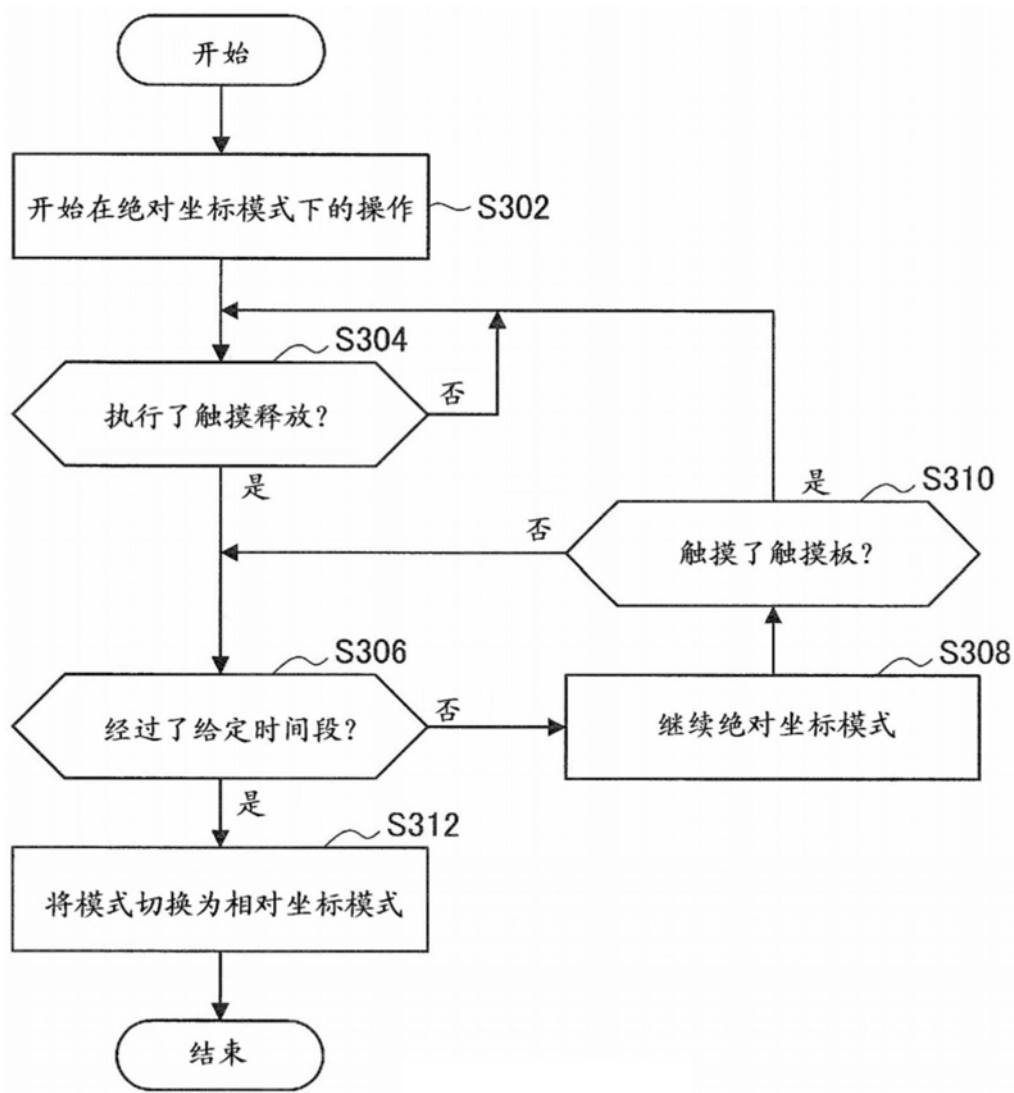 开始
开始在绝对坐标模式下的操作
S302
S304
执行了触摸释放？
否
是
是
S310
否
触摸了触摸板？
S306
S308
经过了给定时间段？
否
继续绝对坐标模式
是
S312
将模式切换为相对坐标模式
结束